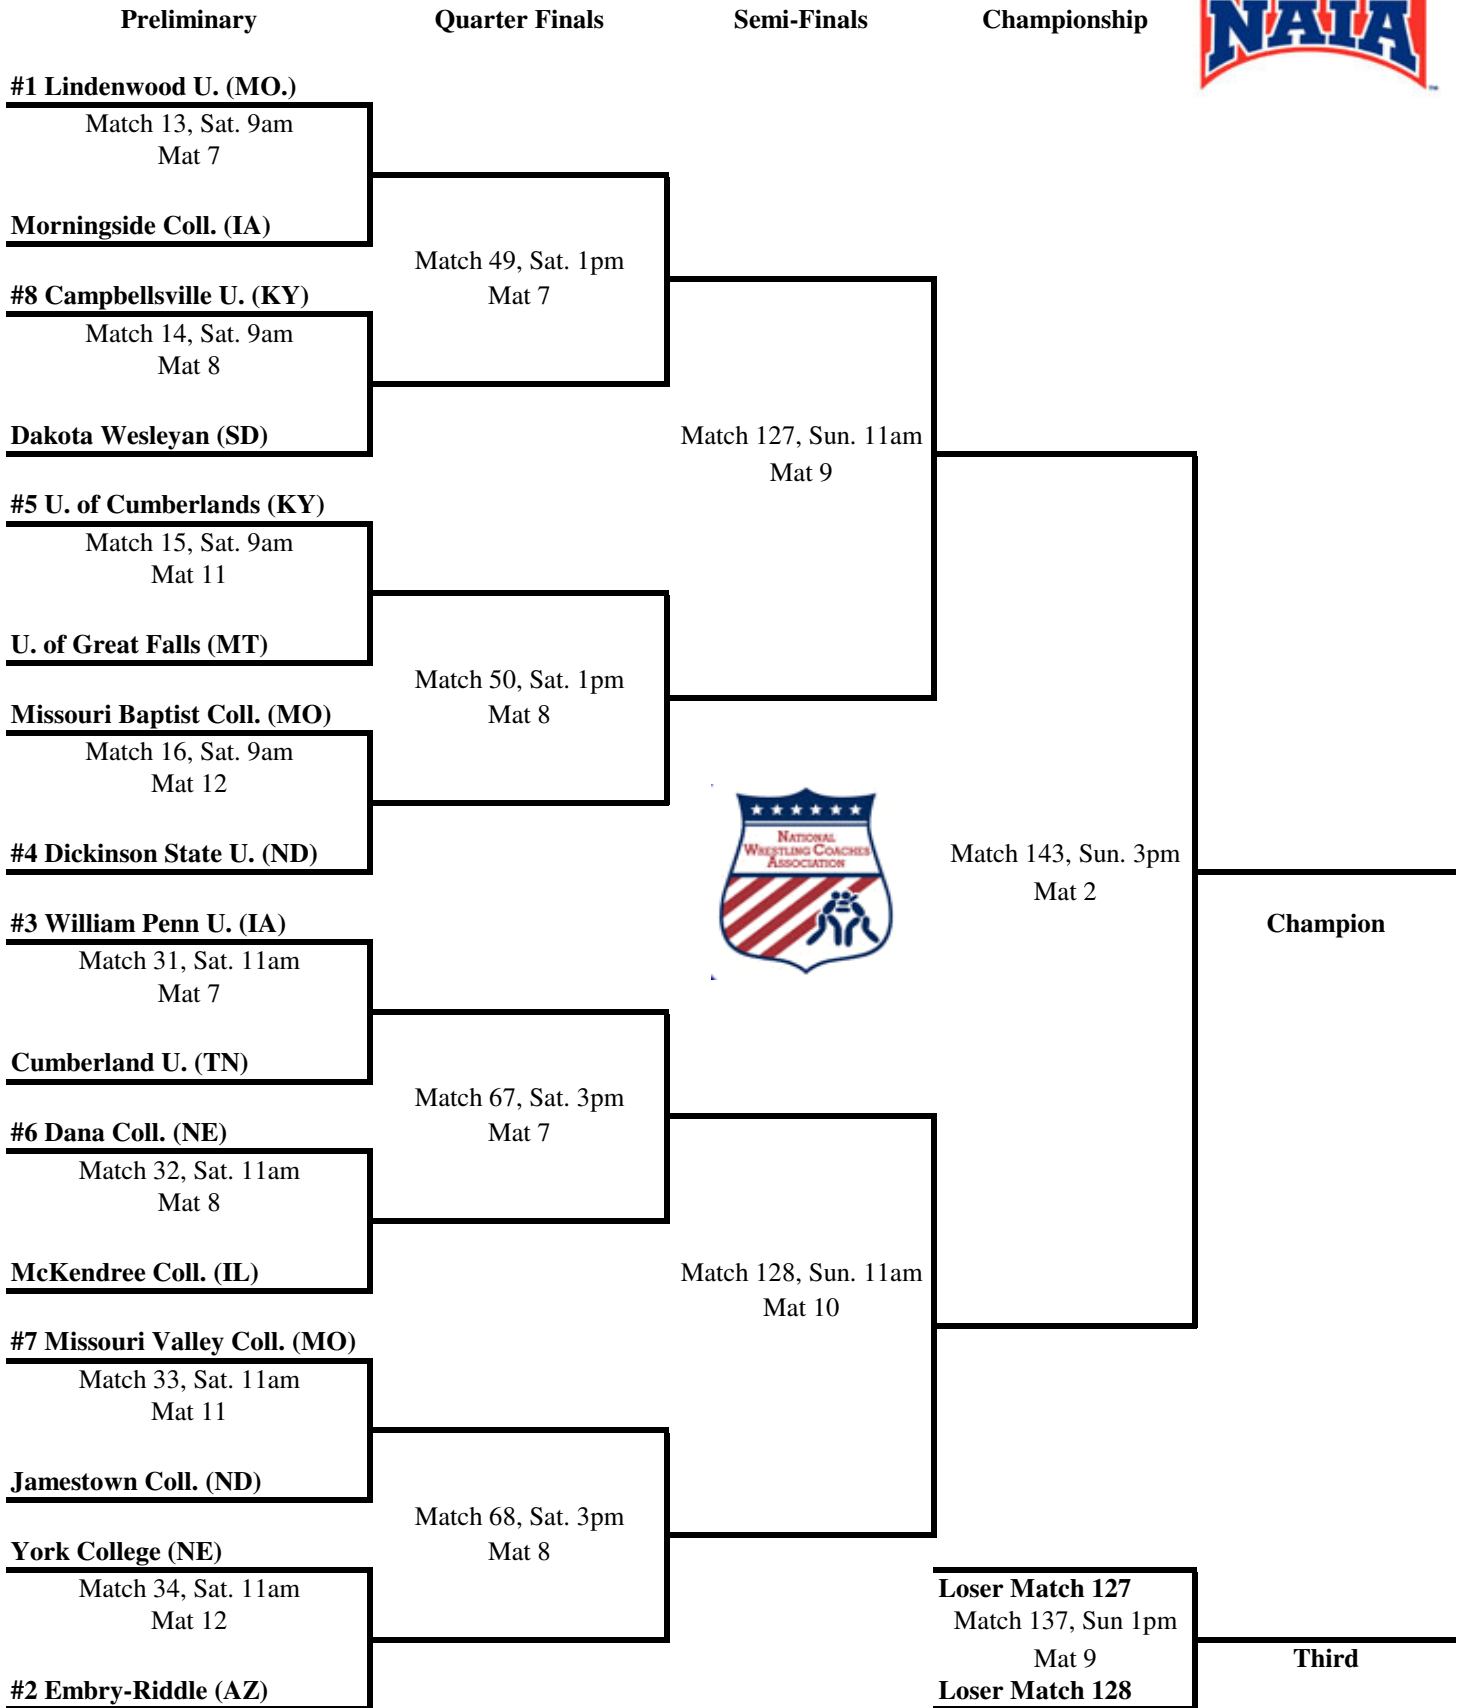 Preliminary Quarter Finals Semi-Finals Championship
NAIA
TM
#1 Lindenwood U. (MO.)
Match 13, Sat. 9am
Mat 7
Morningside Coll. (IA)
Match 49, Sat. 1pm
Mat 7
#8 Campbellsville U. (KY)
Match 14, Sat. 9am
Mat 8
Dakota Wesleyan (SD)
Match 127, Sun. 11am
Mat 9
#5 U. of Cumberlands (KY)
Match 15, Sat. 9am
Mat 11
U. of Great Falls (MT)
Match 50, Sat. 1pm
Mat 8
Missouri Baptist Coll. (MO)
Match 16, Sat. 9am
Mat 12
#4 Dickinson State U. (ND)
NATIONAL
WRESTLING COACHES
ASSOCIATION
Match 143, Sun. 3pm
Mat 2
Champion
#3 William Penn U. (IA)
Match 31, Sat. 11am
Mat 7
Cumberland U. (TN)
Match 67, Sat. 3pm
Mat 7
#6 Dana Coll. (NE)
Match 32, Sat. 11am
Mat 8
McKendree Coll. (IL)
Match 128, Sun. 11am
Mat 10
#7 Missouri Valley Coll. (MO)
Match 33, Sat. 11am
Mat 11
Jamestown Coll. (ND)
Match 68, Sat. 3pm
Mat 8
York College (NE)
Match 34, Sat. 11am
Mat 12
#2 Embry-Riddle (AZ)
Loser Match 127
Match 137, Sun 1pm
Mat 9
Loser Match 128
Third